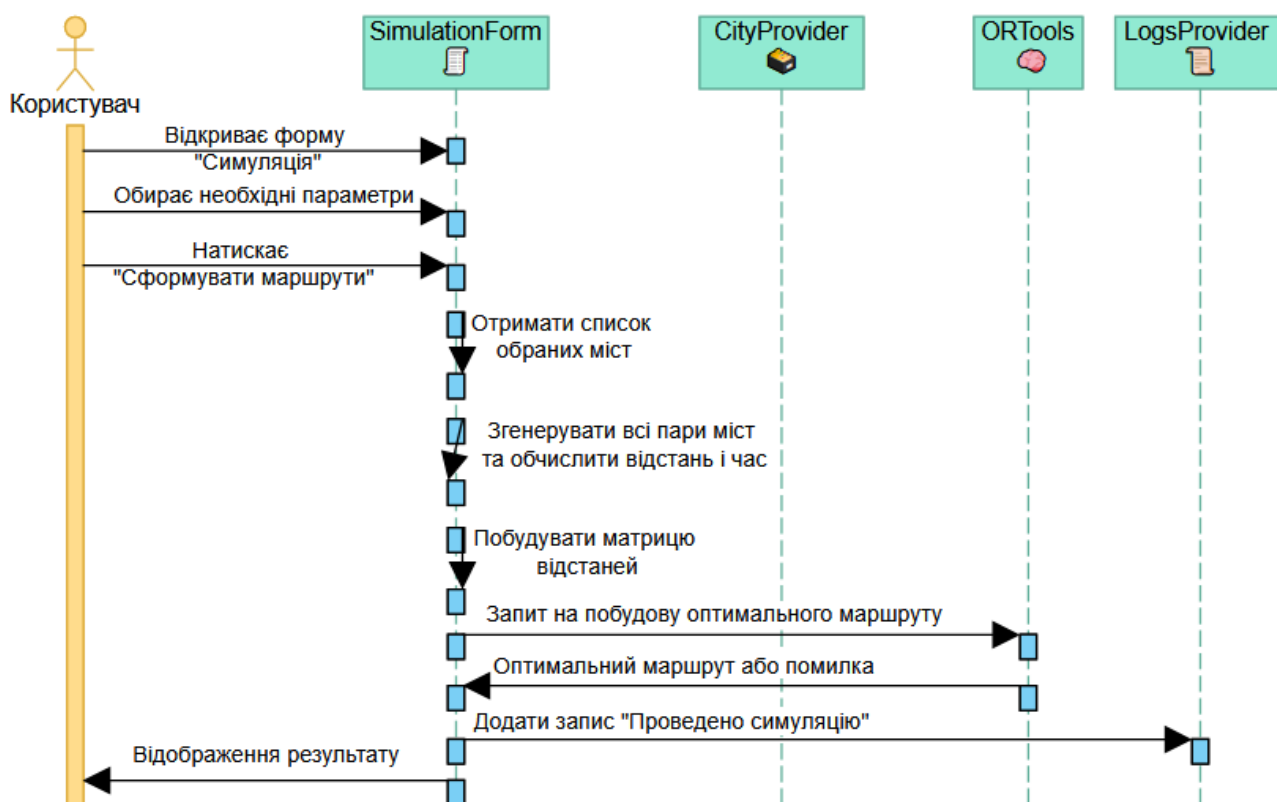 SimulationForm
CityProvider
ORTools
LogsProvider
Користувач
Відкриває форму
"Симуляція"
Обирає необхідні параметри
Натискає
"Сформувати маршрути"
Отримати список
обраних міст
Згенерувати всі пари міст
та обчислити відстань і час
Побудувати матрицю
відстаней
Запит на побудову оптимального маршруту
Оптимальний маршрут або помилка
Додати запис "Проведено симуляцію"
Відображення результату